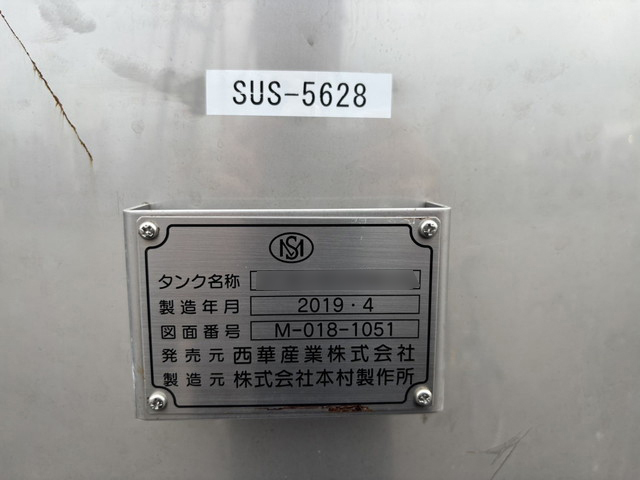 SUS-5628
SM
タンク名称
製造年月 2019・4
図面番号 M-018-1051
発売元 西華産業株式会社
製造元 株式会社本村製作所